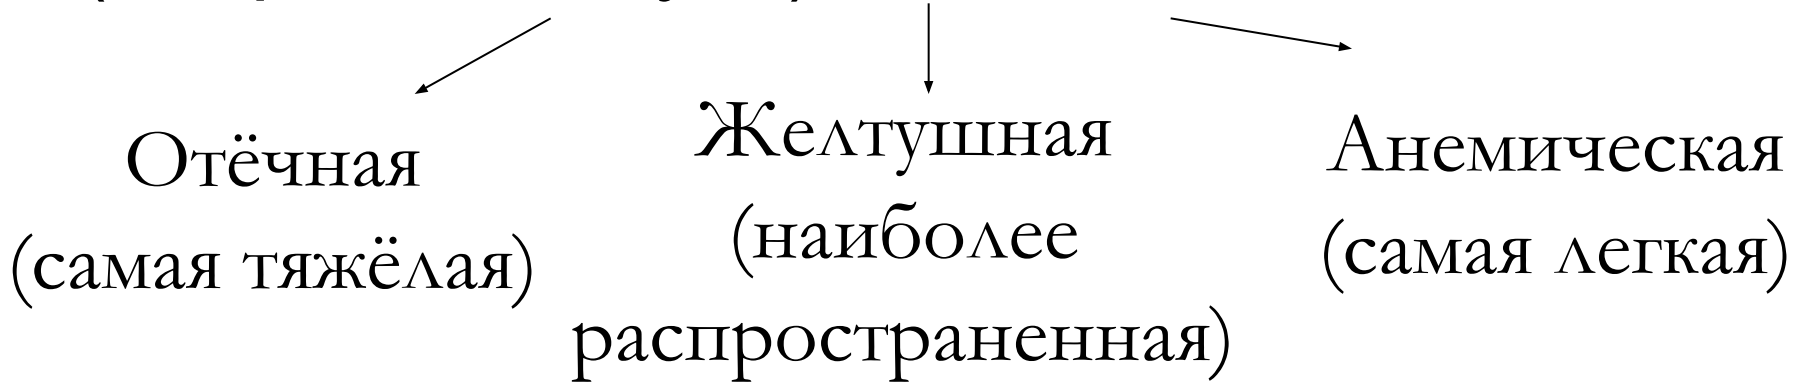 Отёчная
(самая тяжёлая)
Желтушная
(наиболее
распространенная)
Анемическая
(самая легкая)